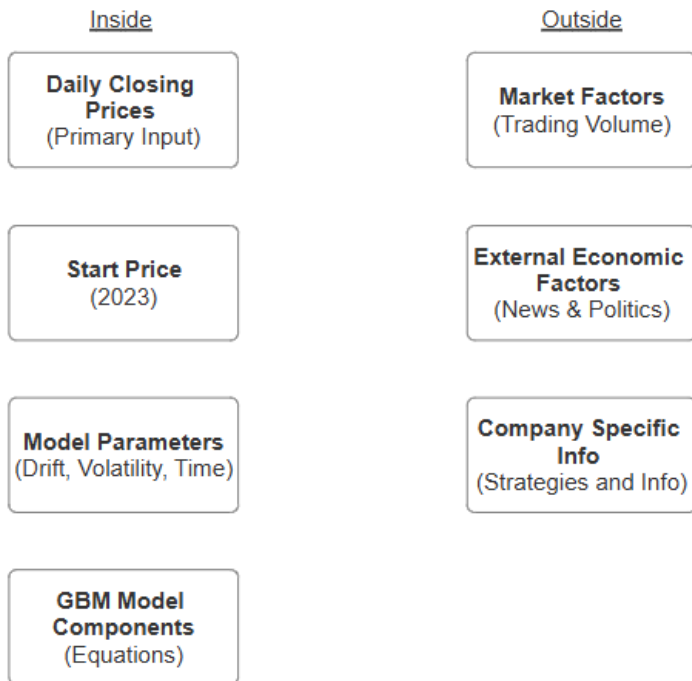 Inside
Daily Closing
Prices
(Primary Input)
Start Price
(2023)
Model Parameters
(Drift, Volatility, Time)
GBM Model
Components
(Equations)
Outside
Market Factors
(Trading Volume)
External Economic
Factors
(News & Politics)
Company Specific
Info
(Strategies and Info)